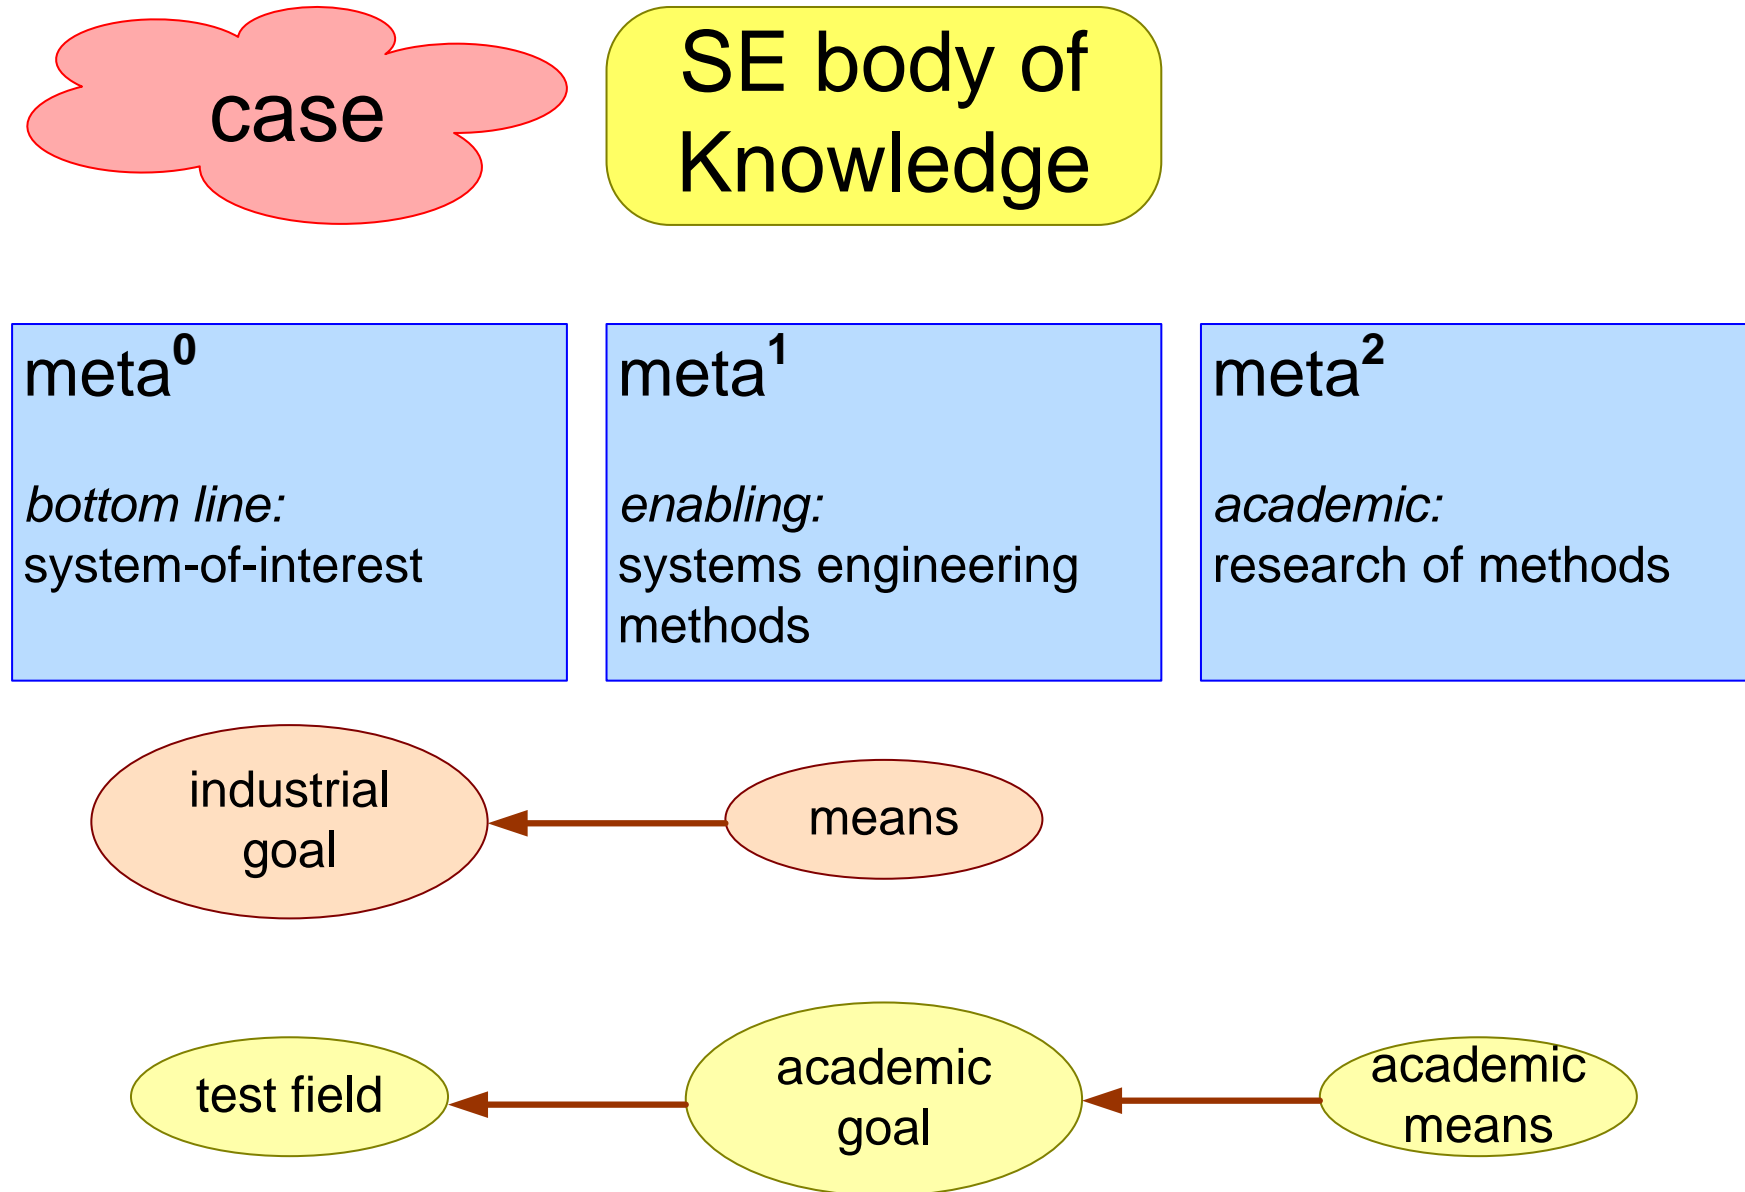 case
SE body of
Knowledge
meta⁰
bottom line:
system-of-interest
meta¹
enabling:
systems engineering
methods
meta²
academic:
research of methods
industrial
goal
means
test field
academic
goal
academic
means